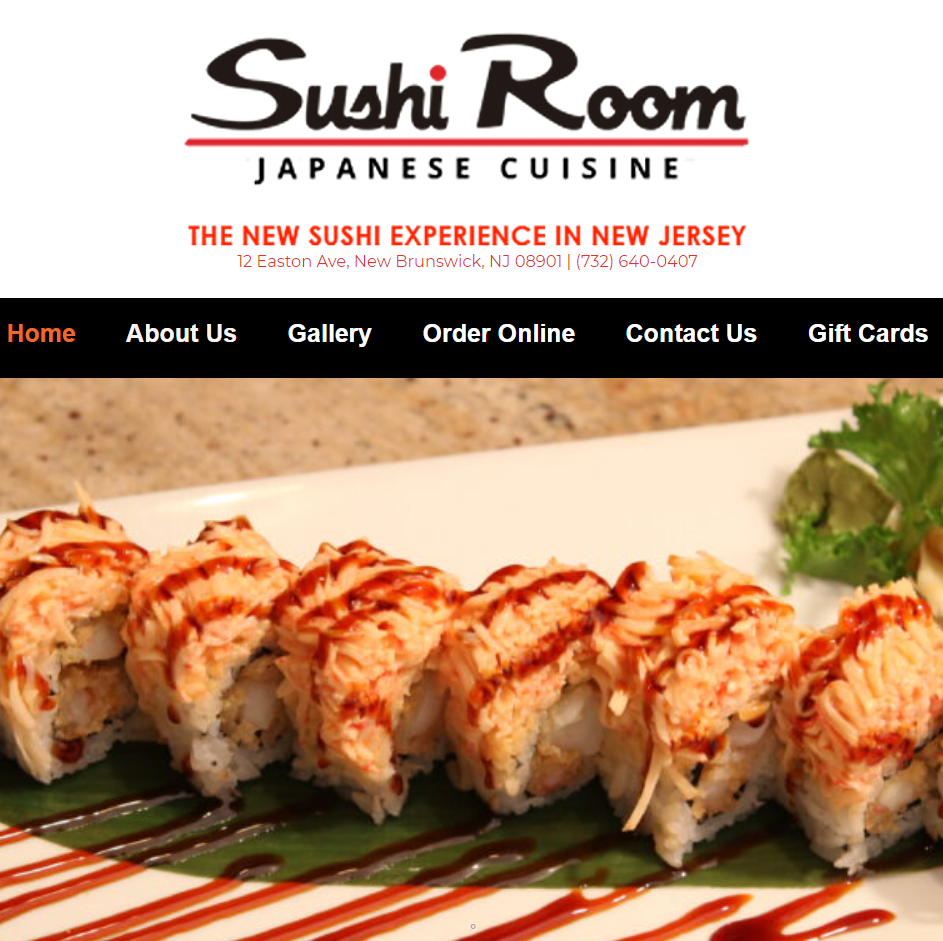 Sushi Room
JAPANESE CUISINE
THE NEW SUSHI EXPERIENCE IN NEW JERSEY
12 Easton Ave, New Brunswick, NJ 08901 | (732) 640-0407
Home About Us Gallery Order Online Contact Us Gift Cards